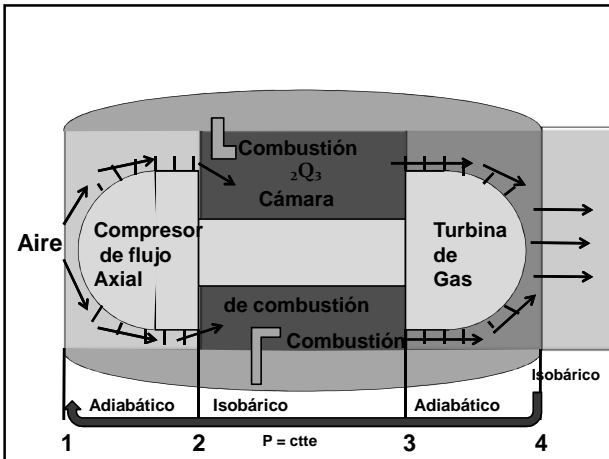 Combustión
₂Q₃
Cámara
Aire
Compresor
de flujo
Axial
Turbina
de
Gas
de combustión
Combustión
Isobárico
Adiabático
Isobárico
Adiabático
1
2
P = ctte
3
4